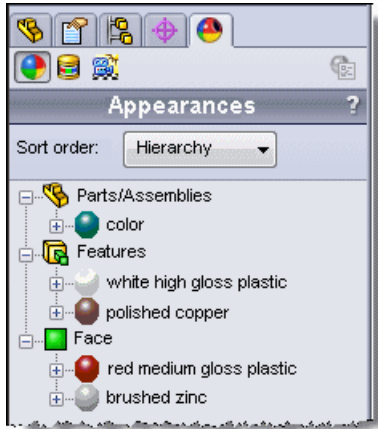 Appearances ?
Sort order: Hierarchy
Parts/Assemblies
color
Features
white high gloss plastic
polished copper
Face
red medium gloss plastic
brushed zinc